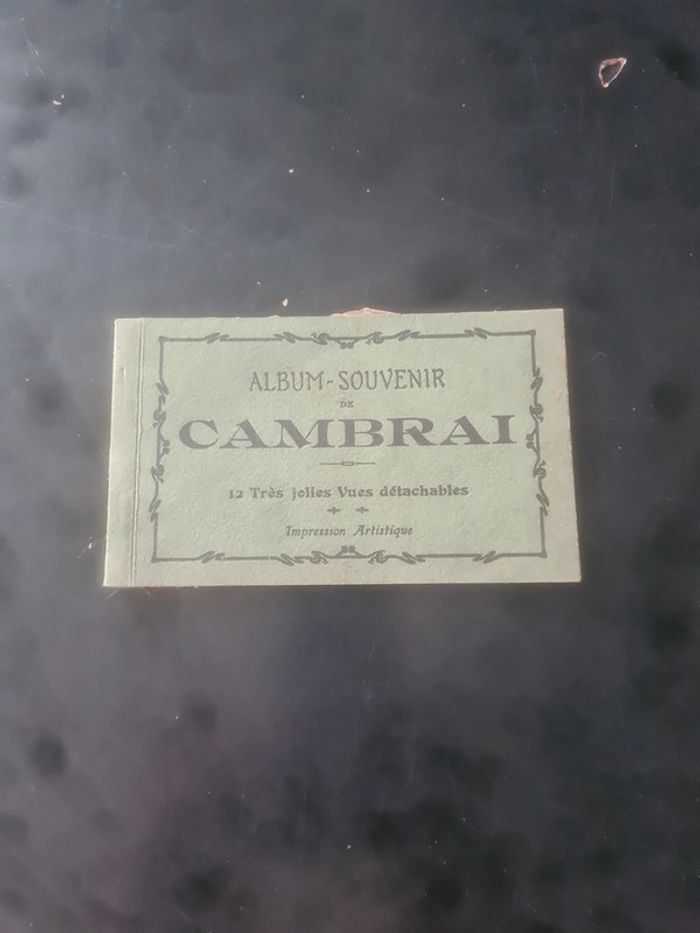 ALBUM-SOUVENIR
DE
CAMBRAI
12 Très jolies Vues détachables
Impression Artistique